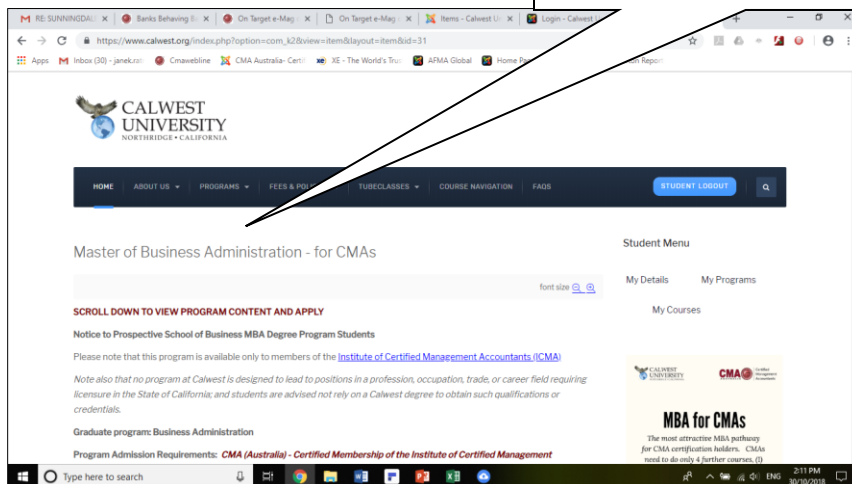 RE: SUNNINGDAL
Banks Behaving B
On Target e-Mag
On Target e-Mag
Items - Calwest U
Login - Calwest U
https://www.calwest.org/index.php?option=com_k2&view=item&layout=item&id=31
Apps
Inbox (30) - janek.rat
Cmawebline
CMA Australia- Certi
XE - The World's Trus
AFMA Global
Home Pa
Report
CALWEST
UNIVERSITY
NORTHRIDGE • CALIFORNIA
HOME
ABOUT US
PROGRAMS
FEES & POL
TUBECLASSES
COURSE NAVIGATION
FAQS
STUDENT LOGOUT
Master of Business Administration - for CMAs
font size
SCROLL DOWN TO VIEW PROGRAM CONTENT AND APPLY
Notice to Prospective School of Business MBA Degree Program Students
Please note that this program is available only to members of the Institute of Certified Management Accountants (ICMA)
Note also that no program at Calwest is designed to lead to positions in a profession, occupation, trade, or career field requiring
licensure in the State of California; and students are advised not rely on a Calwest degree to obtain such qualifications or
credentials.
Graduate program: Business Administration
Program Admission Requirements: CMA (Australia) - Certified Membership of the Institute of Certified Management
Student Menu
My Details
My Programs
My Courses
CALWEST
UNIVERSITY
CMA
Certified
Management
Accountants
MBA for CMAs
The most attractive MBA pathway
for CMA certification holders. CMAs
need to do only 4 further courses. (1)
Type here to search
ENG
2:11 PM
30/10/2018